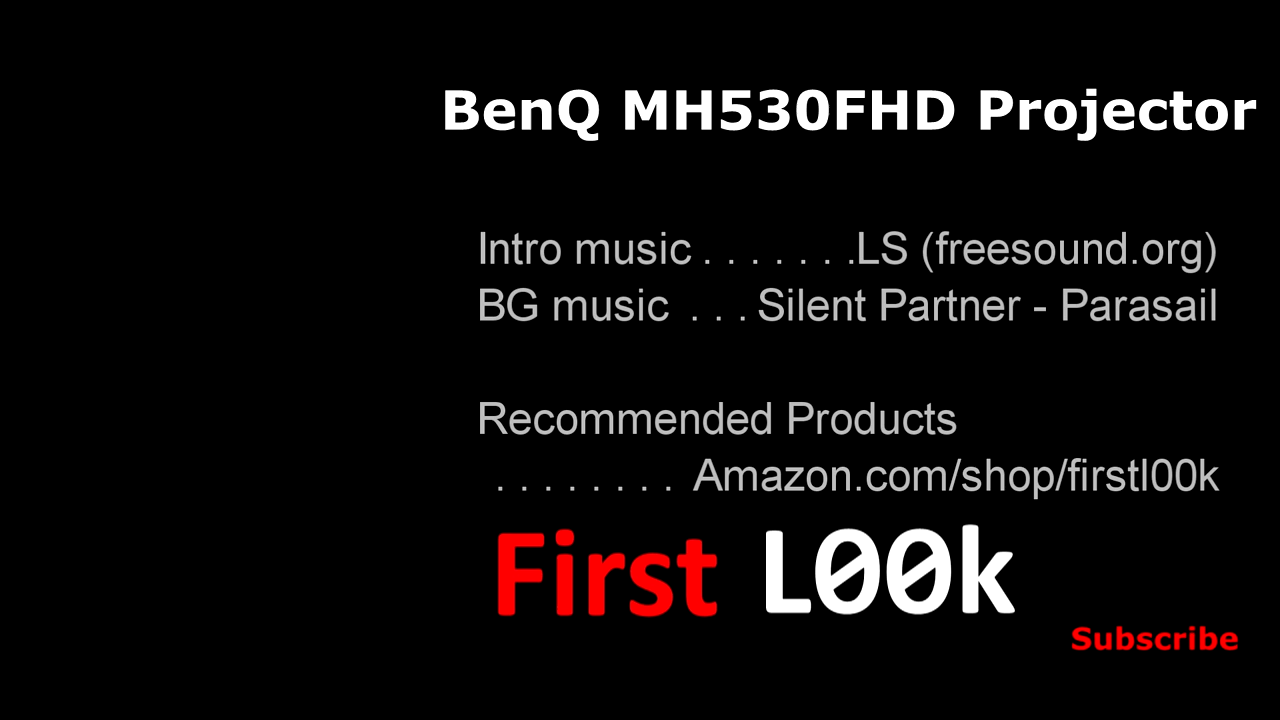 BenQ MH530FHD Projector
Intro music . . . . . . .LS (freesound.org)
BG music . . . Silent Partner - Parasail
Recommended Products
. . . . . . . . Amazon.com/shop/firstl00k
First L00k
Subscribe